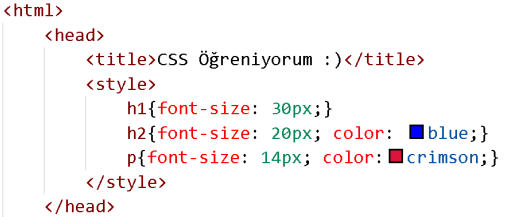 <html>
<head>
<title>CSS Öğreniyorum :)</title>
<style>
h1{font-size: 30px;}
h2{font-size: 20px; color: blue;}
p{font-size: 14px; color: crimson;}
</style>
</head>